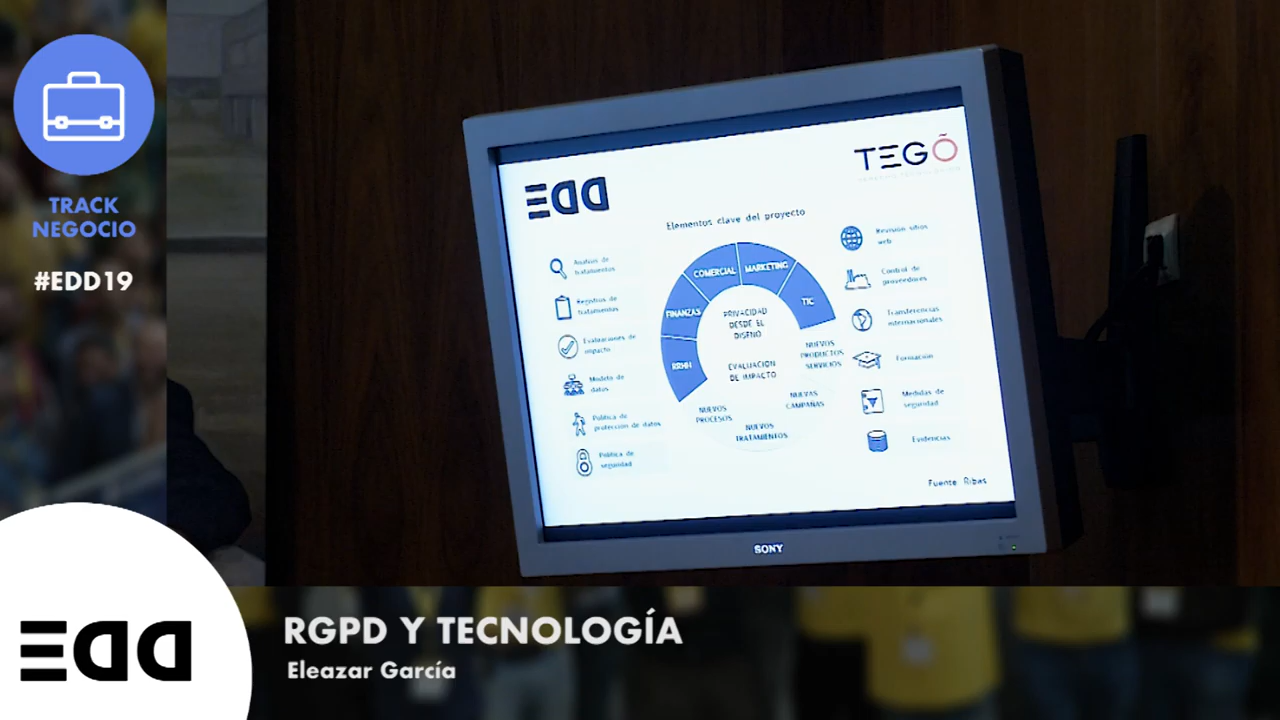 TRACK
NEGOCIO
#EDD19
EDD
TEGÕ
Elementos clave del proyecto
Análisis de
tratamientos
Registros de
tratamientos
Evaluaciones de
impacto
Modelo de
datos
Política de
protección de datos
Política de
seguridad
RRHH
FINANZAS
COMERCIAL
MARKETING
TIC
PRIVACIDAD
DESDE EL
DISEÑO
EVALUACIÓN
DE IMPACTO
NUEVOS
PRODUCTOS
SERVICIOS
NUEVAS
CAMPAÑAS
NUEVOS
TRATAMIENTOS
NUEVOS
PROCESOS
Revisión sitios
web
Control de
proveedores
Transferencias
internacionales
Formación
Medidas de
seguridad
Evidencias
Fuente Ribas
SONY
EDD
RGPD Y TECNOLOGÍA
Eleazar García